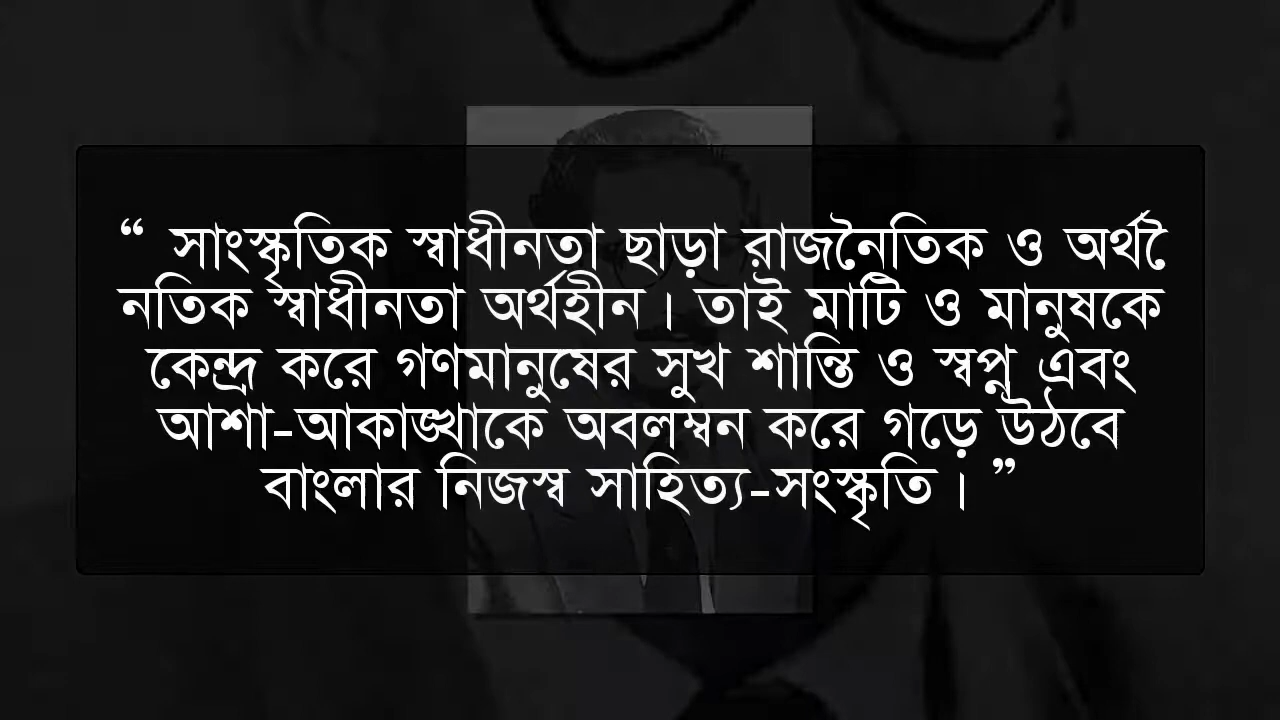 “ সাংস্কৃতিক স্বাধীনতা ছাড়া রাজনৈতিক ও অর্থনৈ
নতিক স্বাধীনতা অর্থহীন। তাই মাটি ও মানুষকে
কেন্দ্র করে গণমানুষের সুখ শান্তি ও স্বপ্ন এবং
আশা-আকাঙ্খাকে অবলম্বন করে গড়ে উঠবে
বাংলার নিজস্ব সাহিত্য-সংস্কৃতি। ”